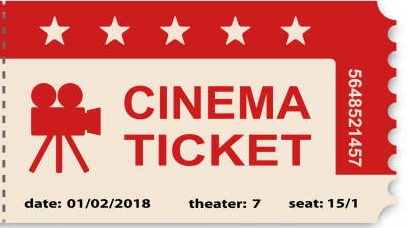 CINEMA
TICKET
5648521457
date: 01/02/2018 theater: 7 seat: 15/1